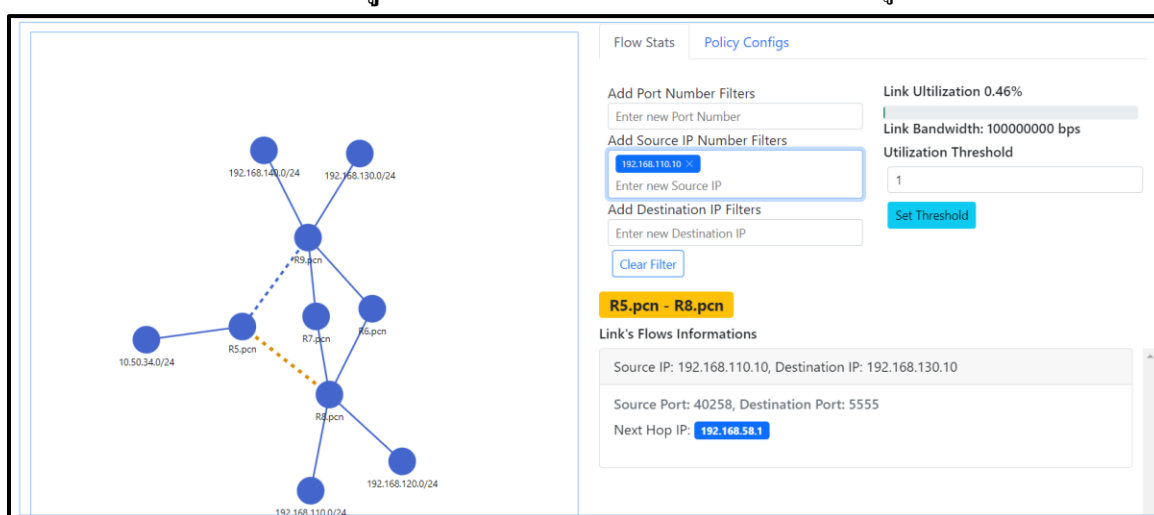 192.168.140.0/24
192.168.130.0/24
R9.pcn
R5.pcn
R7.pcn
R6.pcn
10.50.34.0/24
R8.pcn
192.168.120.0/24
192.168.110.0/24
Flow Stats
Policy Configs
Add Port Number Filters
Enter new Port Number
Add Source IP Number Filters
192.168.110.10 ×
Enter new Source IP
Add Destination IP Filters
Enter new Destination IP
Clear Filter
Link Ultilization 0.46%
Link Bandwidth: 100000000 bps
Utilization Threshold
1
Set Threshold
R5.pcn - R8.pcn
Link's Flows Informations
Source IP: 192.168.110.10, Destination IP: 192.168.130.10
Source Port: 40258, Destination Port: 5555
Next Hop IP: 192.168.58.1